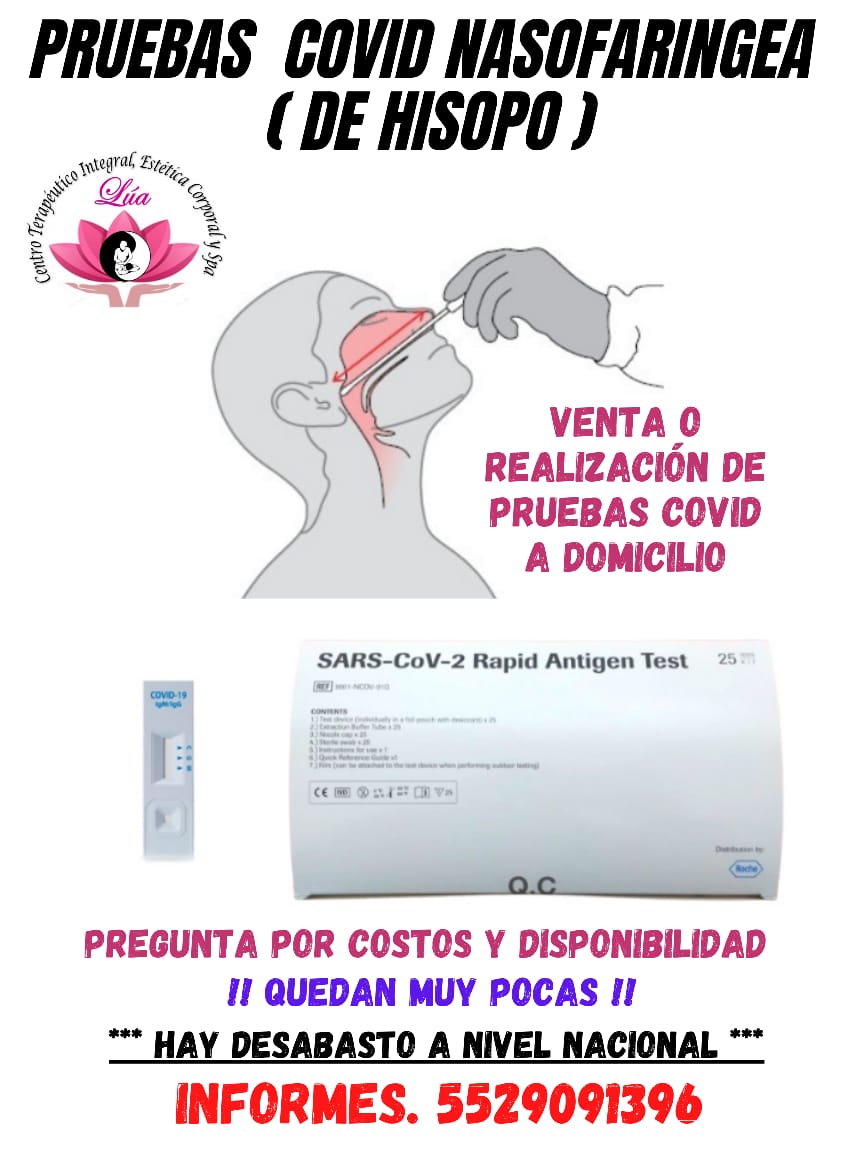 PRUEBAS COVID NASOFARINGEA
( DE HISOPO )
Centro Terapéutico Integral, Estética Corporal y Spa
Lúa
VENTA O
REALIZACIÓN DE
PRUEBAS COVID
A DOMICILIO
COVID-19
IgM/IgG
C
G
M
SARS-CoV-2 Rapid Antigen Test
25
REF 9901-NCOV-01G
CONTENTS
1.) Test device (individually in a foil pouch with desiccant) x 25
2.) Extraction Buffer Tube x 25
3.) Nozzle cap x 25
4.) Sterile swab x 25
5.) Instructions for use x 1
6.) Quick Reference Guide x1
7.) Film (can be attached to the test device when performing outdoor testing)
CE IVD
25
Distribution by:
Roche
Q.C
PREGUNTA POR COSTOS Y DISPONIBILIDAD
!! QUEDAN MUY POCAS !!
*** HAY DESABASTO A NIVEL NACIONAL ***
INFORMES. 5529091396